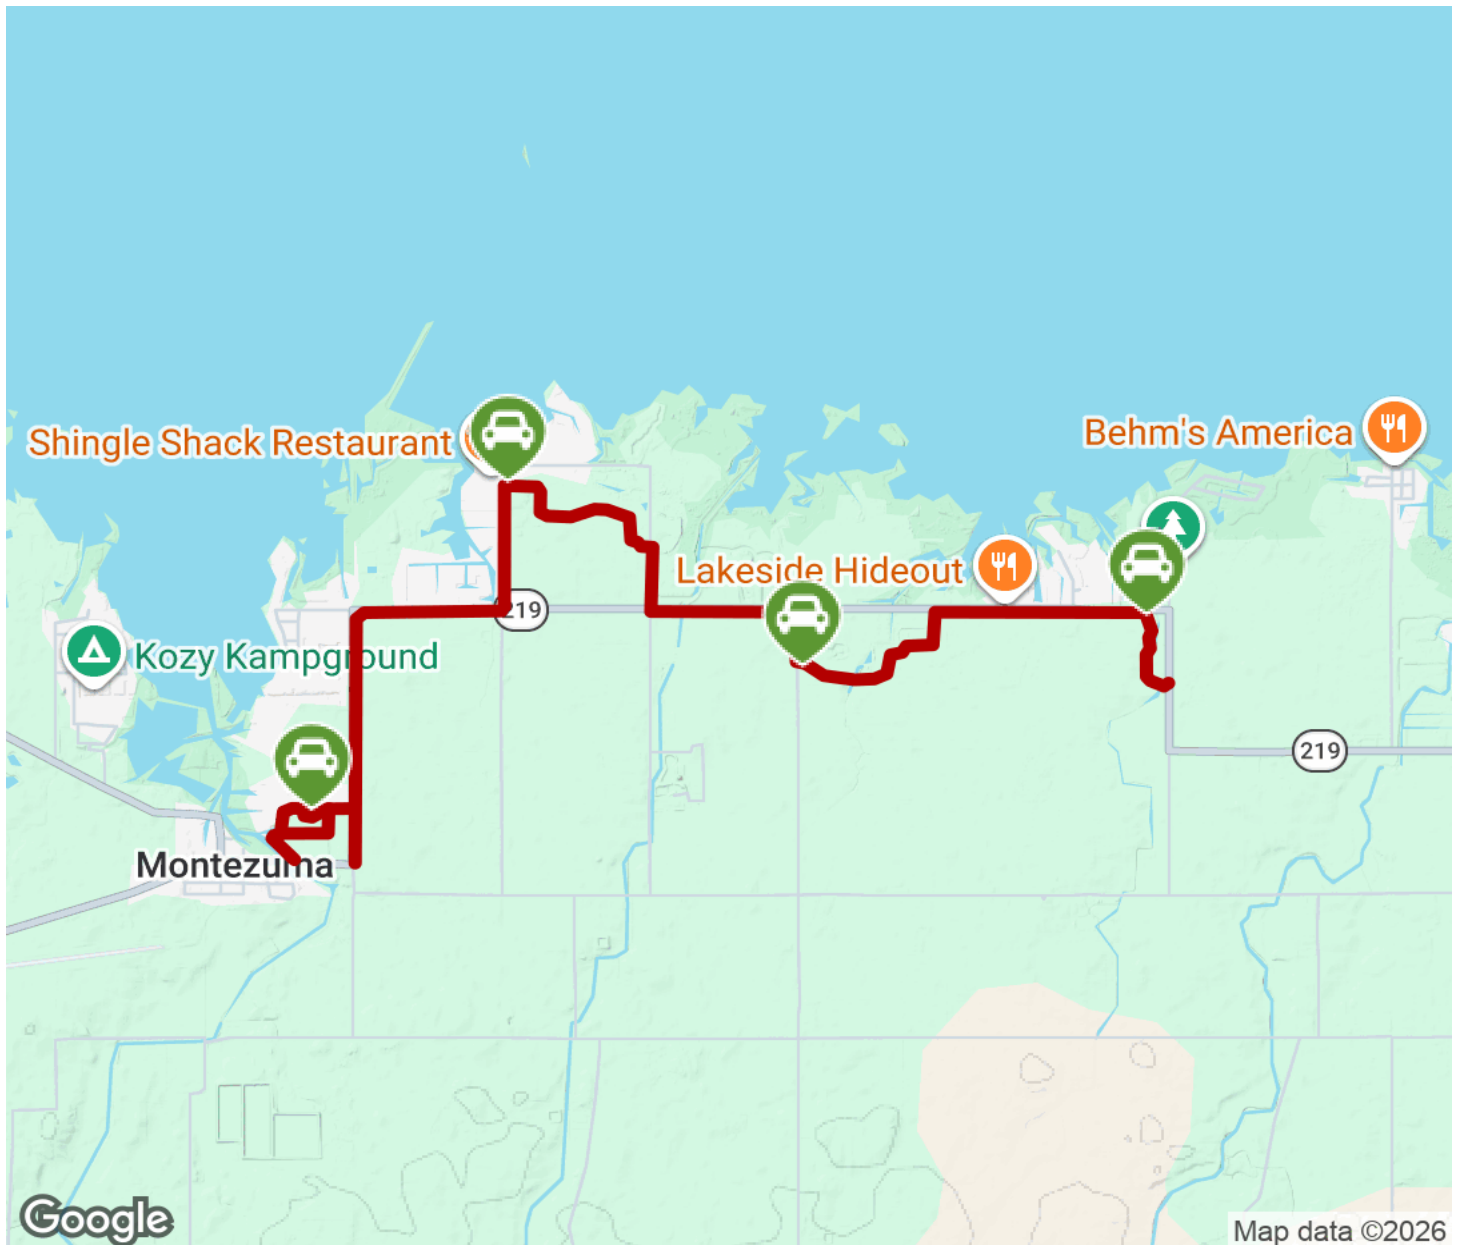 Shingle Shack Restaurant
Behm's America
Lakeside Hideout
219
Kozy Kampground
219
Montezuma
Google
Map data ©2026